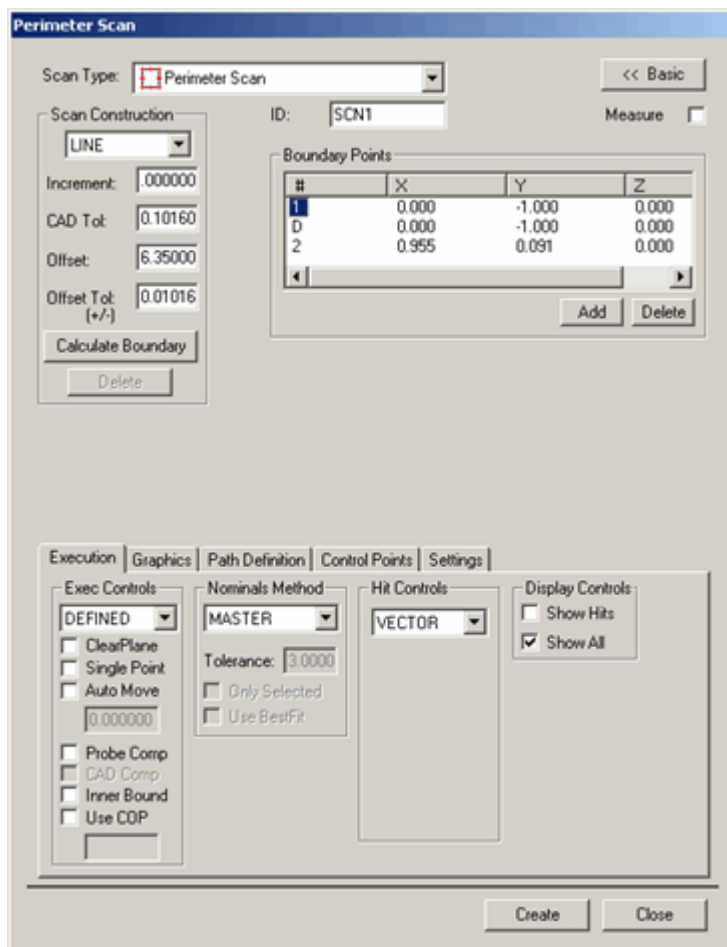 Perimeter Scan
Scan Type: Perimeter Scan
<< Basic
Scan Construction
ID: SCN1
Measure
LINE
Boundary Points
Increment: .000000
# X Y Z
1 0.000 -1.000 0.000
D 0.000 -1.000 0.000
2 0.955 0.091 0.000
CAD Tol: 0.10160
Offset: 6.35000
Offset Tol: 0.01016
(+/-)
Add Delete
Calculate Boundary
Delete
Execution Graphics Path Definition Control Points Settings
Exec Controls
DEFINED
ClearPlane
Single Point
Auto Move
0.000000
Probe Comp
CAD Comp
Inner Bound
Use COP
Nominals Method
MASTER
Tolerance: 3.0000
Only Selected
Use BestFit
Hit Controls
VECTOR
Display Controls
Show Hits
Show All
Create Close